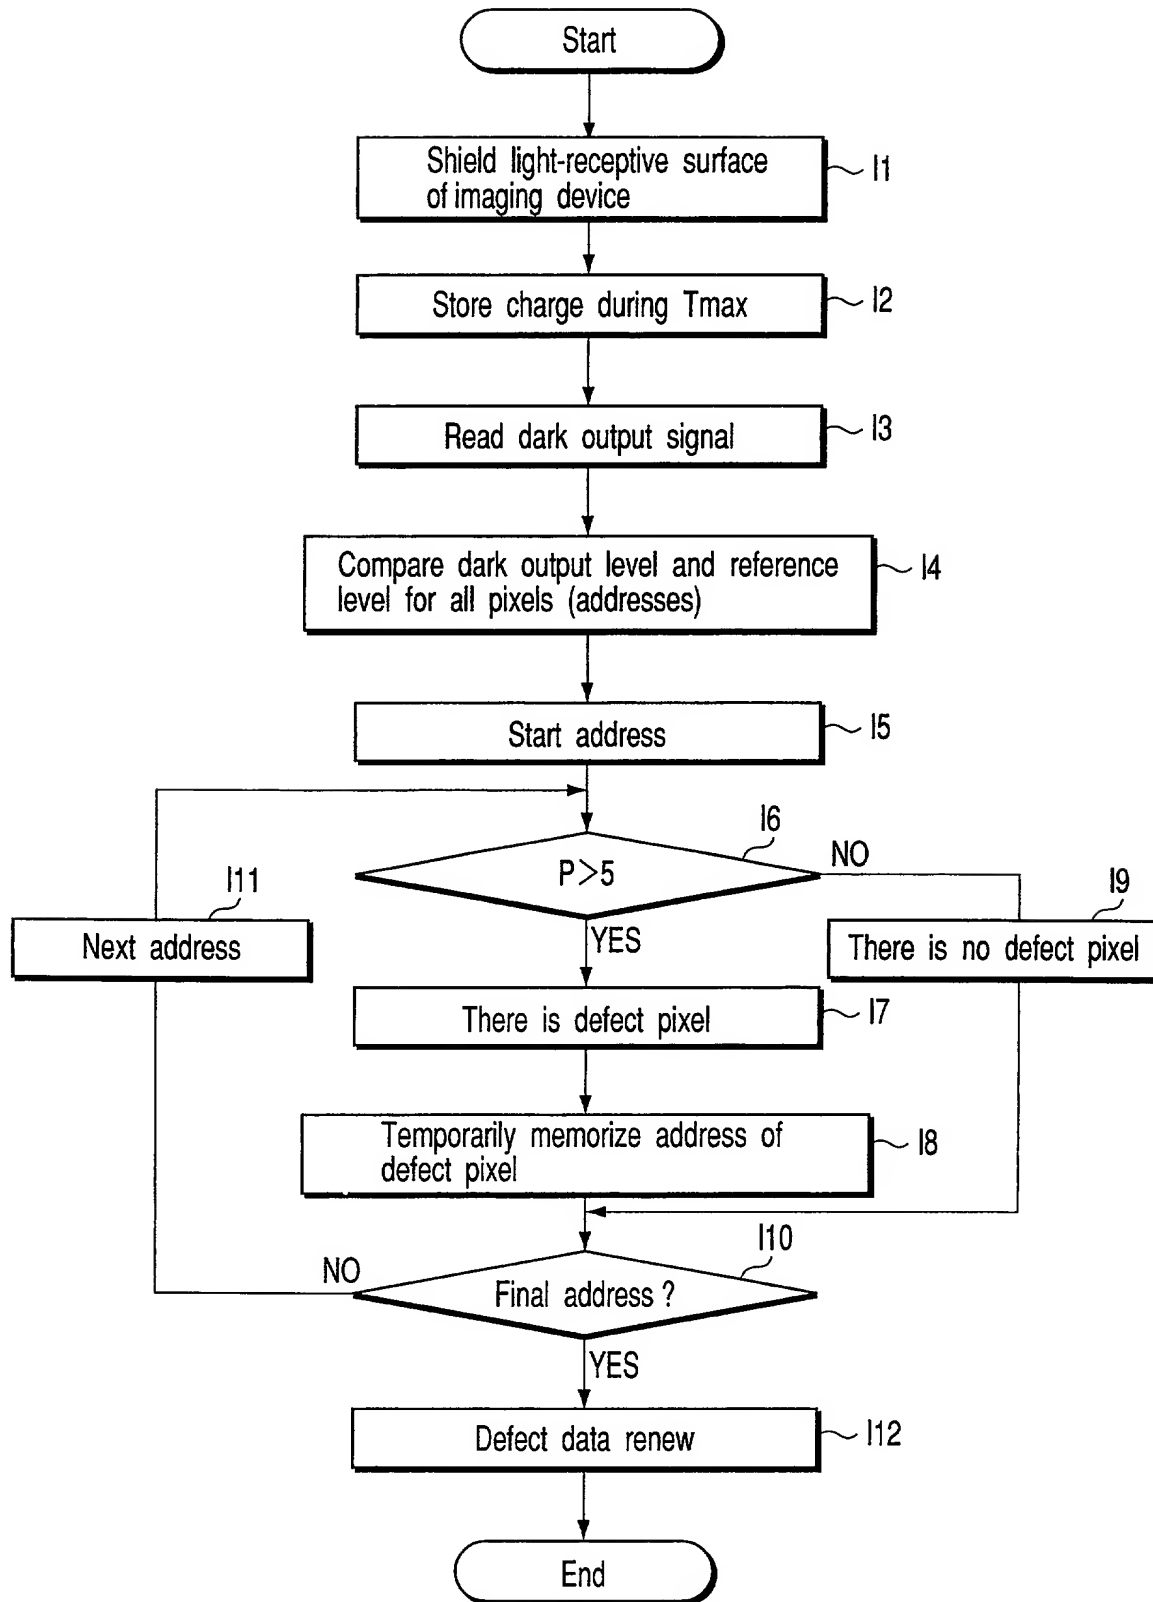 Start
Shield light-receptive surface
of imaging device
I1
Store charge during Tmax
I2
Read dark output signal
I3
Compare dark output level and reference
level for all pixels (addresses)
I4
Start address
I5
I6
P>5
NO
I11
I9
Next address
YES
There is no defect pixel
There is defect pixel
I7
Temporarily memorize address of
defect pixel
I8
I10
NO
Final address ?
YES
Defect data renew
I12
End